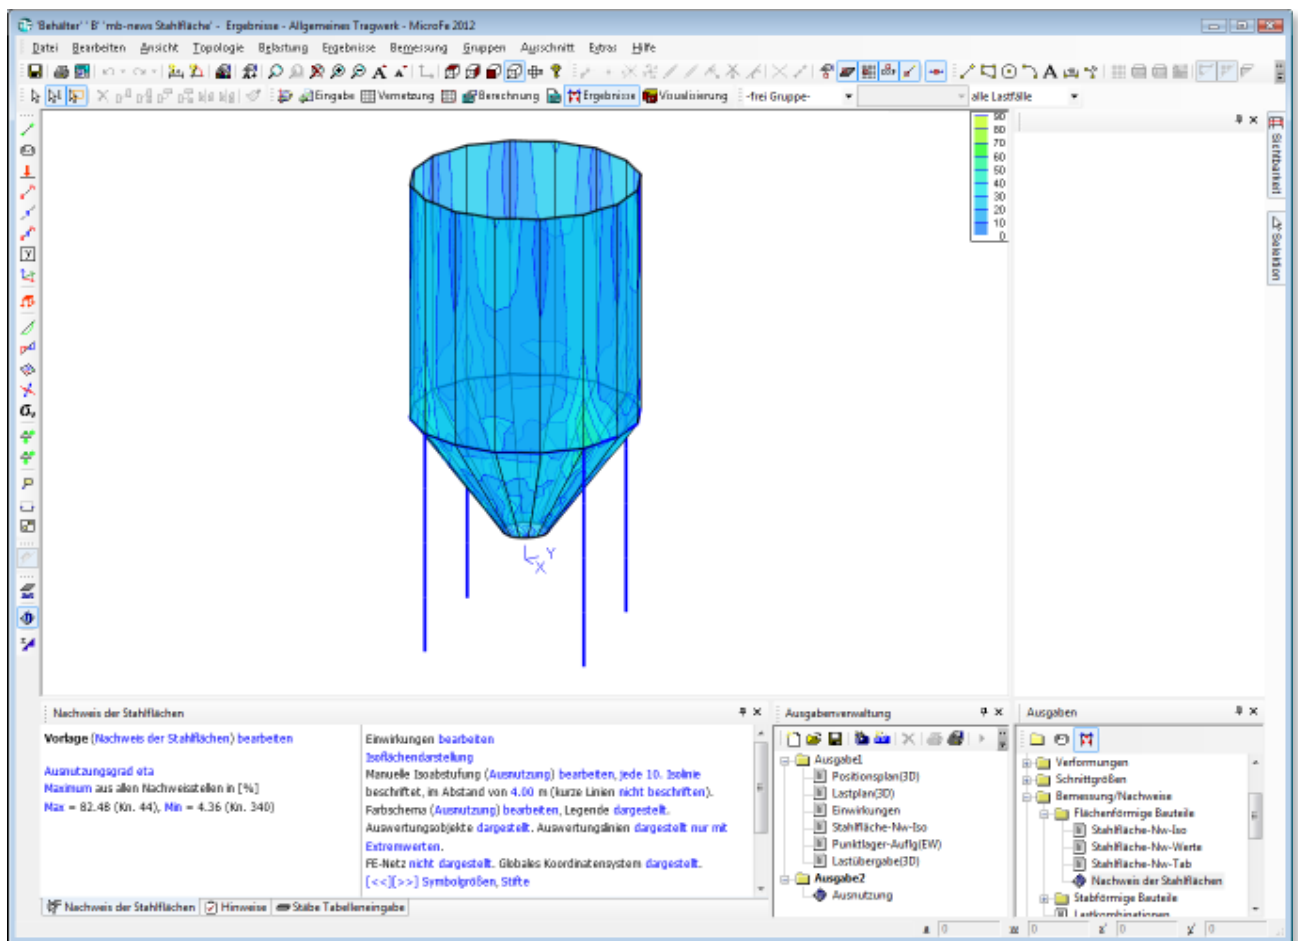 'Behälter' ' B' 'mb-news Stahlfläche' - Ergebnisse - Allgemeines Tragwerk - MicroFe 2012
Datei Bearbeiten Ansicht Topologie Belastung Ergebnisse Bemessung Gruppen Ausschnitt Extras Hilfe
Eingabe Vernetzung Berechnung Ergebnisse Visualisierung -frei Gruppe- alle Lastfälle
90
80
70
60
50
40
30
20
10
0
Sichtbarkeit
Selektion
Y
X
Nachweis der Stahlflächen
Vorlage (Nachweis der Stahlflächen) bearbeiten
Ausnutzungsgrad eta
Maximum aus allen Nachweisstellen in [%]
Max = 82.48 (Kn. 44), Min = 4.36 (Kn. 340)
Einwirkungen bearbeiten
Isoflächendarstellung
Manuelle Isoabstufung (Ausnutzung) bearbeiten, jede 10. Isolinie
beschriftet, im Abstand von 4.00 m (kurze Linien nicht beschriften).
Farbschema (Ausnutzung) bearbeiten, Legende dargestellt.
Auswertungsobjekte dargestellt. Auswertungslinien dargestellt nur mit
Extremwerten.
FE-Netz nicht dargestellt. Globales Koordinatensystem dargestellt.
[<<][>>] Symbolgrößen, Stifte
Nachweis der Stahlflächen Hinweise Stäbe Tabelleneingabe
Ausgabenverwaltung
Ausgabe1
Positionsplan(3D)
Lastplan(3D)
Einwirkungen
Stahlfläche-Nw-Iso
Punktlager-Auflg(EW)
Lastübergabe(3D)
Ausgabe2
Ausnutzung
Ausgaben
Verformungen
Schnittgrößen
Bemessung/Nachweise
Flächenförmige Bauteile
Stahlfläche-Nw-Iso
Stahlfläche-Nw-Werte
Stahlfläche-Nw-Tab
Nachweis der Stahlflächen
Stabförmige Bauteile
Lastkombinationen
0 0 z' 0 y' 0